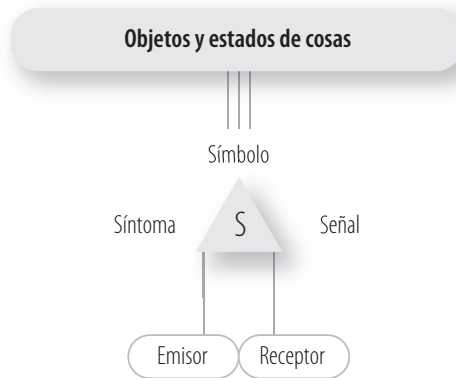 Objetos y estados de cosas
Símbolo
Síntoma
S
Señal
Emisor
Receptor